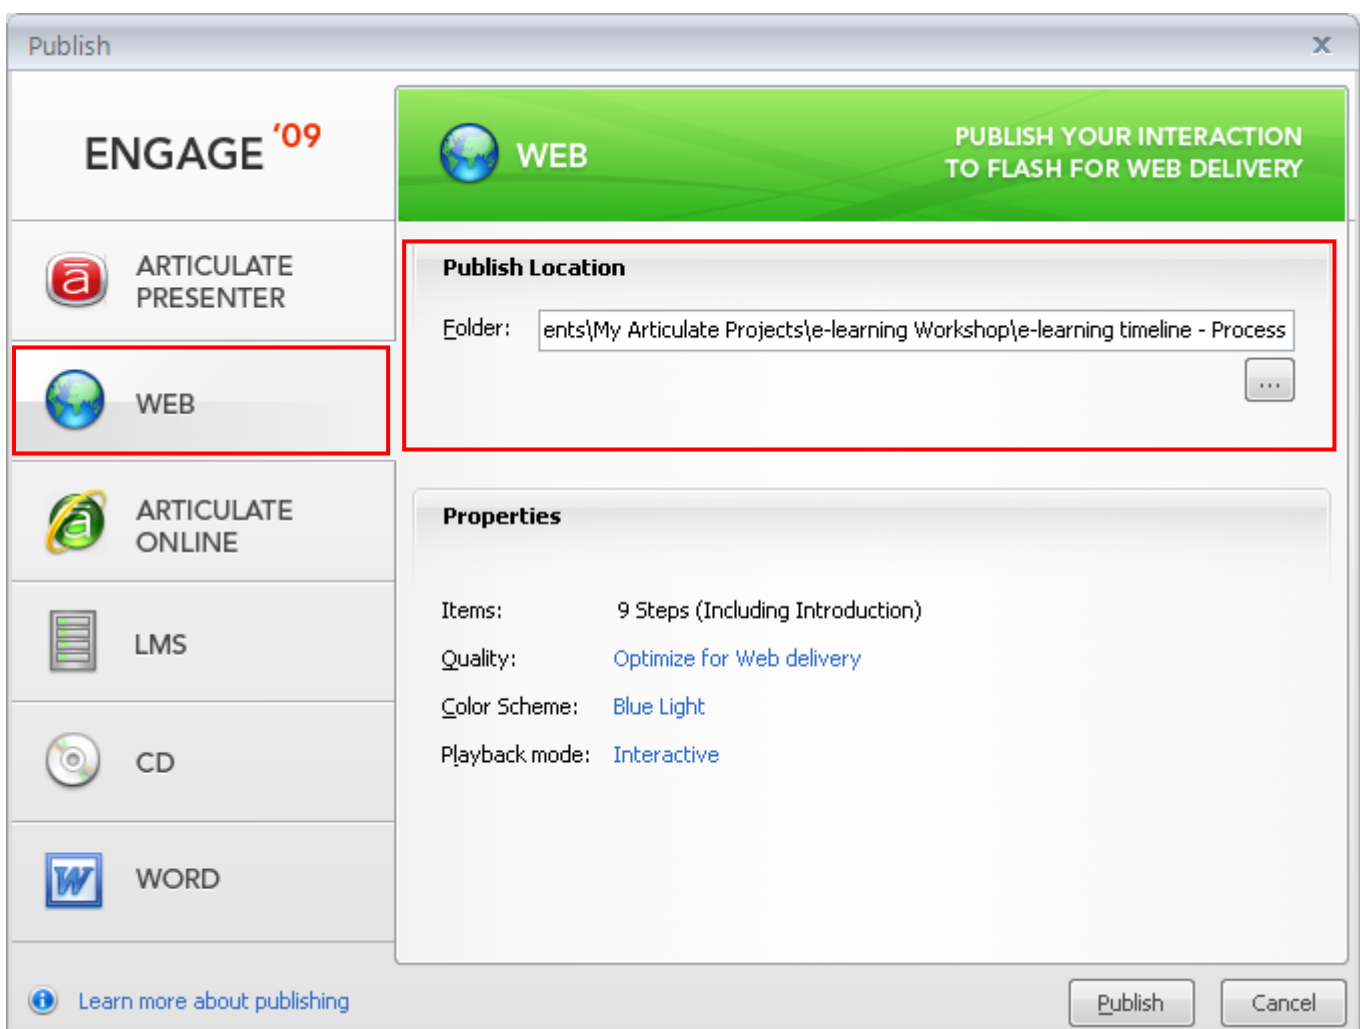 Publish
x
ENGAGE '09
ARTICULATE
PRESENTER
WEB
ARTICULATE
ONLINE
LMS
CD
WORD
WEB
PUBLISH YOUR INTERACTION
TO FLASH FOR WEB DELIVERY
Publish Location
Folder: ents\My Articulate Projects\e-learning Workshop\e-learning timeline - Process
...
Properties
Items: 9 Steps (Including Introduction)
Quality: Optimize for Web delivery
Color Scheme: Blue Light
Playback mode: Interactive
Learn more about publishing
Publish Cancel